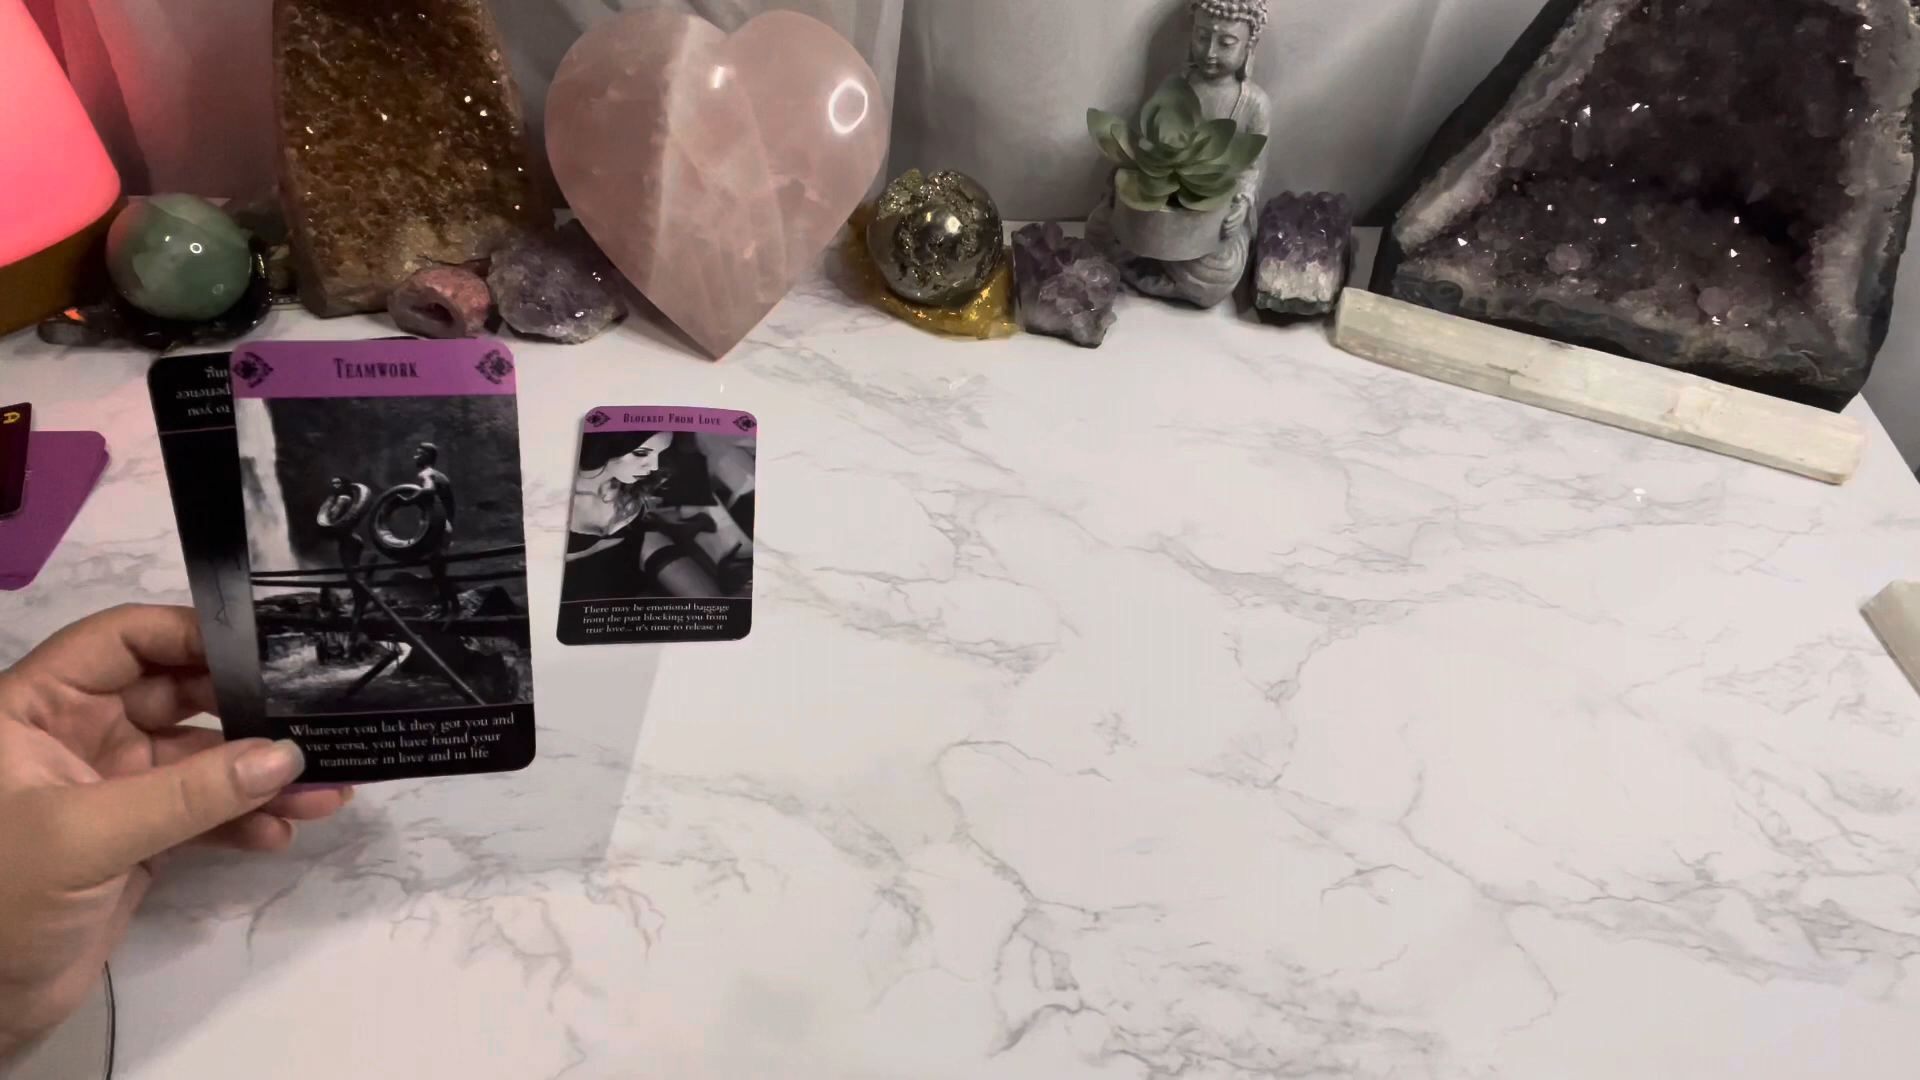 TEAMWORK
Whatever you lack they got you and
vice versa, you have found your
teammate in love and in life
BLOCKED FROM LOVE
There may be emotional baggage
from the past blocking you from
true love... it's time to release it
to you
A